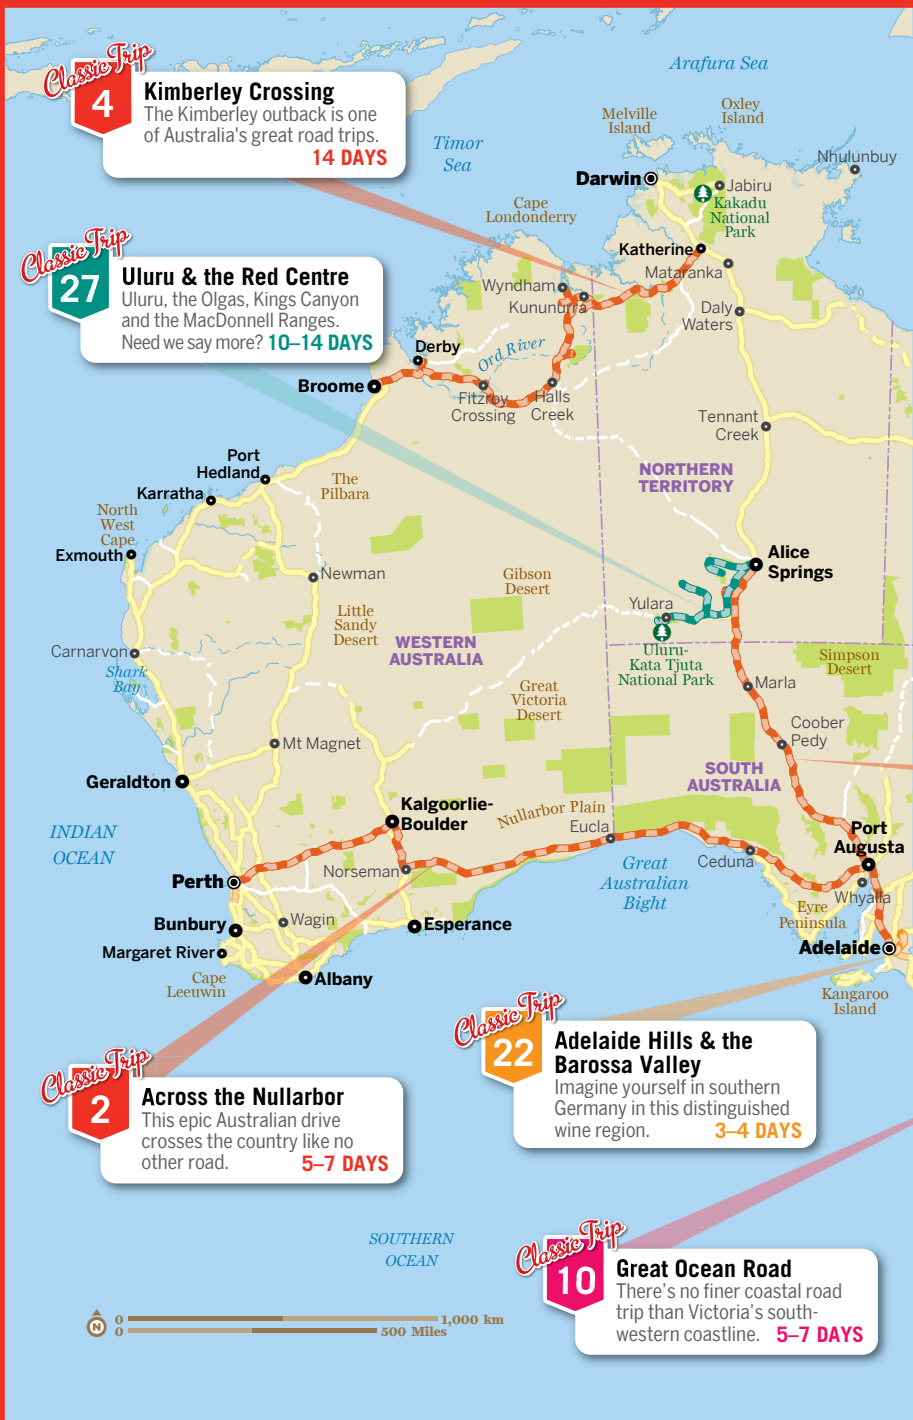 Arafura Sea
Classic Trip
4
Kimberley Crossing
The Kimberley outback is one
of Australia's great road trips.
14 DAYS
Timor
Sea
Melville
Island
Oxley
Island
Nhulunbuy
Darwin
Jabiru
Kakadu
National
Park
Cape
Londonderry
Katherine
Mataranka
Classic Trip
27
Uluru & the Red Centre
Uluru, the Olgas, Kings Canyon
and the MacDonnell Ranges.
Need we say more? 10–14 DAYS
Wyndham
Kununurra
Daly
Waters
Derby
Ord River
Broome
Fitzroy
Crossing
Halls
Creek
Tennant
Creek
Port
Hedland
The
Pilbara
NORTHERN
TERRITORY
Karratha
North
West
Cape
Exmouth
Alice
Springs
Newman
Gibson
Desert
Yulara
Little
Sandy
Desert
WESTERN
AUSTRALIA
Uluru-
Kata Tjuta
National Park
Simpson
Desert
Carnarvon
Shark
Bay
Great
Victoria
Desert
Marla
Coober
Pedy
Mt Magnet
SOUTH
AUSTRALIA
Geraldton
Kalgoorlie-
Boulder
Nullarbor Plain
Eucla
Port
Augusta
INDIAN
OCEAN
Norseman
Great
Australian
Bight
Ceduna
Whyalla
Perth
Eyre
Peninsula
Bunbury
Wagin
Esperance
Adelaide
Margaret River
Cape
Leeuwin
Albany
Kangaroo
Island
Classic Trip
22
Adelaide Hills & the
Barossa Valley
Imagine yourself in southern
Germany in this distinguished
wine region. 3–4 DAYS
Classic Trip
2
Across the Nullarbor
This epic Australian drive
crosses the country like no
other road. 5–7 DAYS
SOUTHERN
OCEAN
Classic Trip
10
Great Ocean Road
There's no finer coastal road
trip than Victoria's south-
western coastline. 5–7 DAYS
N
0 1,000 km
0 500 Miles